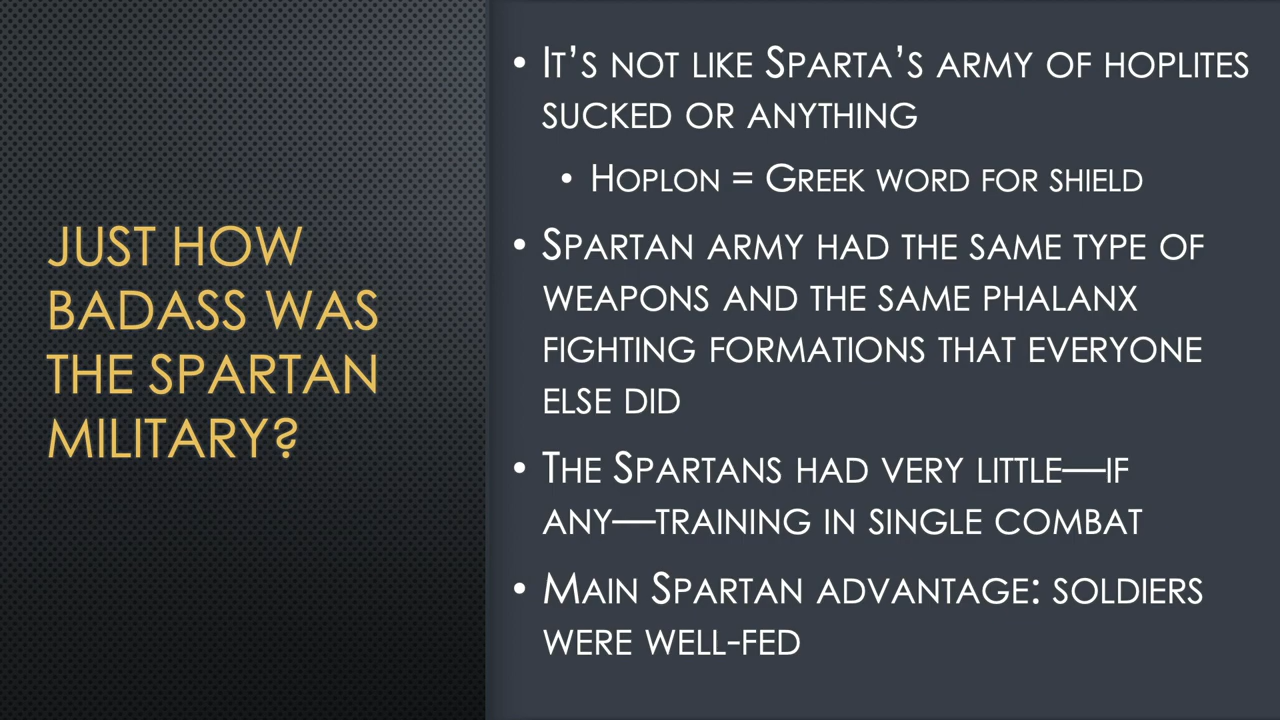 JUST HOW
BADASS WAS
THE SPARTAN
MILITARY?
• IT’S NOT LIKE SPARTA’S ARMY OF HOPLITES
SUCKED OR ANYTHING
• HOPLON = GREEK WORD FOR SHIELD
• SPARTAN ARMY HAD THE SAME TYPE OF
WEAPONS AND THE SAME PHALANX
FIGHTING FORMATIONS THAT EVERYONE
ELSE DID
• THE SPARTANS HAD VERY LITTLE—IF
ANY—TRAINING IN SINGLE COMBAT
• MAIN SPARTAN ADVANTAGE: SOLDIERS
WERE WELL-FED